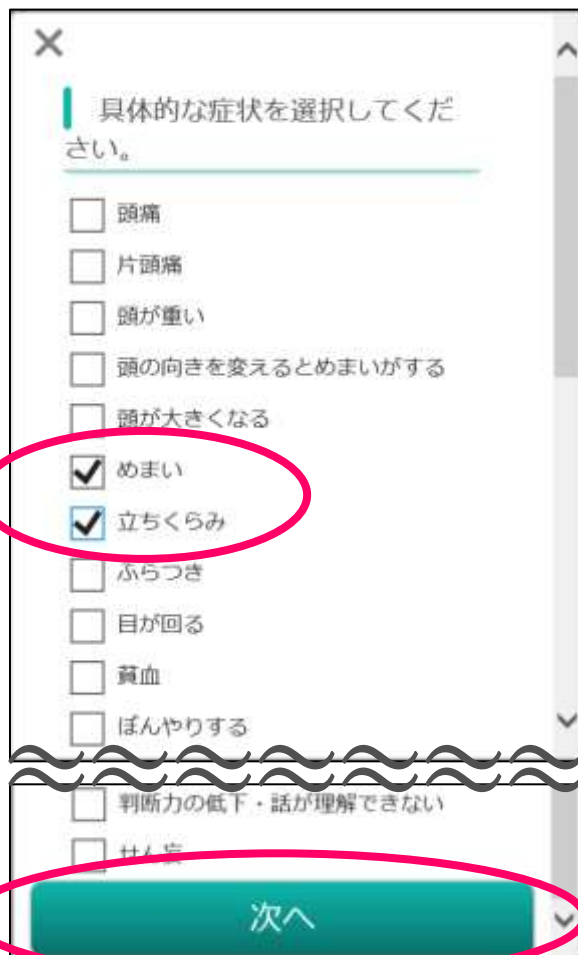 具体的な症状を選択してくだ
さい。
頭痛
片頭痛
頭が重い
頭の向きを変えるとめまいがする
頭が大きくなる
めまい
立ちくらみ
ふらつき
目が回る
貧血
ぼんやりする
判断力の低下・話が理解できない
せん妄
次へ